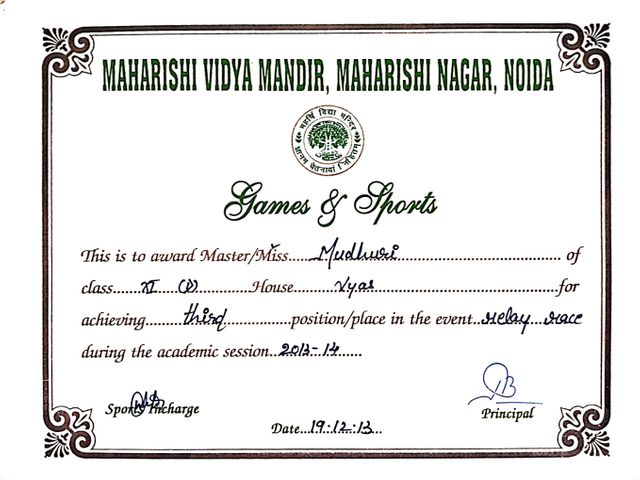 MAHARISHI VIDYA MANDIR, MAHARISHI NAGAR, NOIDA
महर्षि विद्या मन्दिर
ज्ञानम् चेतनायां निहितम्
Games & Sports
This is to award Master/Miss.....Mudhuri.....of
class.....XI.....House.....Vyas.....for
achieving.....third.....position/place in the event..relay race
during the academic session..2013-14.....
Sports Incharge
Principal
Date...19.12.13...